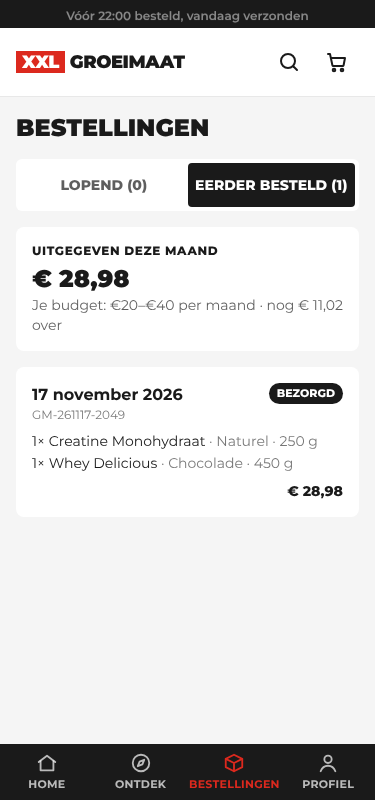 Vóór 22:00 besteld, vandaag verzonden
XXL GROEIMAAT
BESTELLINGEN
LOPEND (0)
EERDER BESTELD (1)
UITGEGEVEN DEZE MAAND
€ 28,98
Je budget: €20–€40 per maand · nog € 11,02
over
17 november 2026
BEZORGD
GM-261117-2049
1× Creatine Monohydraat · Naturel · 250 g
1× Whey Delicious · Chocolade · 450 g
€ 28,98
HOME
ONTDEK
BESTELLINGEN
PROFIEL